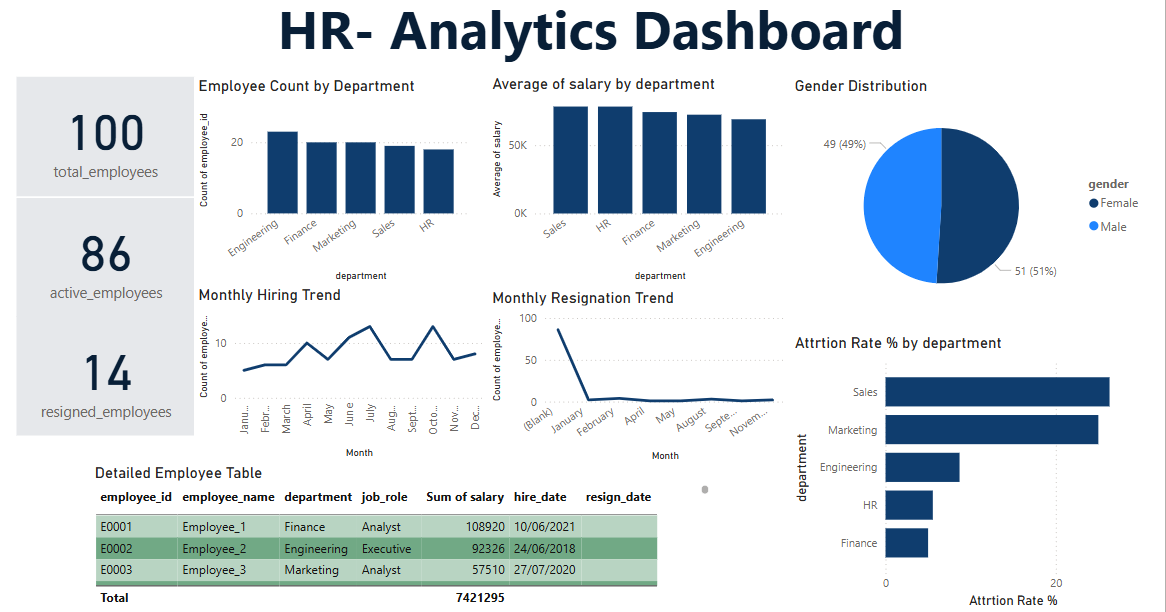 HR- Analytics Dashboard
100
total_employees
86
active_employees
14
resigned_employees
Employee Count by Department
Count of employee_id
20
0
Engineering
Finance
Marketing
Sales
HR
department
Average of salary by department
Average of salary
50K
0K
Sales
HR
Finance
Marketing
Engineering
department
Gender Distribution
49 (49%)
51 (51%)
gender
Female
Male
Monthly Hiring Trend
Count of employe...
10
0
Janu...
Febr...
March
April
May
June
July
Aug...
Sept...
Octo...
Nov...
Dec...
Month
Monthly Resignation Trend
Count of employe...
100
50
0
(Blank)
January
February
April
May
August
Septe...
Novem...
Month
Attrtion Rate % by department
department
Sales
Marketing
Engineering
HR
Finance
0
20
Attrtion Rate %
Detailed Employee Table
employee_id employee_name department job_role Sum of salary hire_date resign_date
E0001 Employee_1 Finance Analyst 108920 10/06/2021
E0002 Employee_2 Engineering Executive 92326 24/06/2018
E0003 Employee_3 Marketing Analyst 57510 27/07/2020
Total 7421295